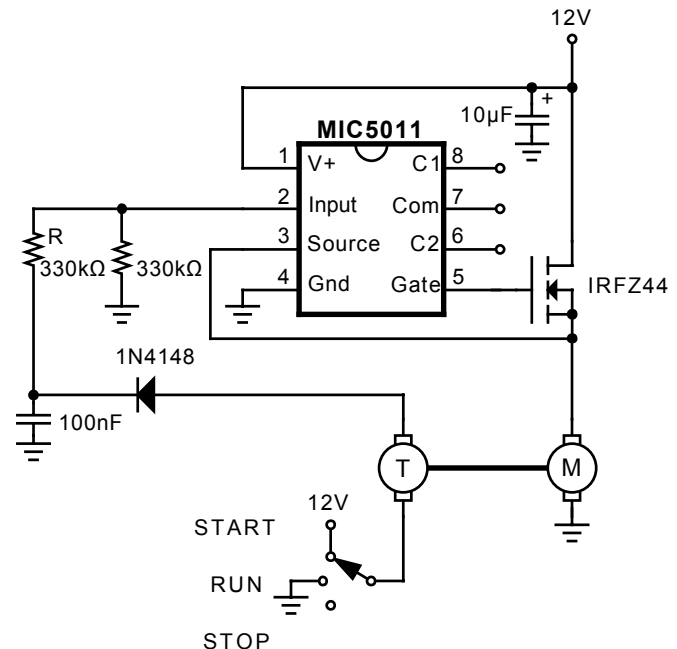 12V
10µF
+
MIC5011
1
V+
C1
8
2
Input
Com
7
3
Source
C2
6
4
Gnd
Gate
5
R
330kΩ
330kΩ
IRFZ44
1N4148
100nF
T
M
12V
START
RUN
STOP